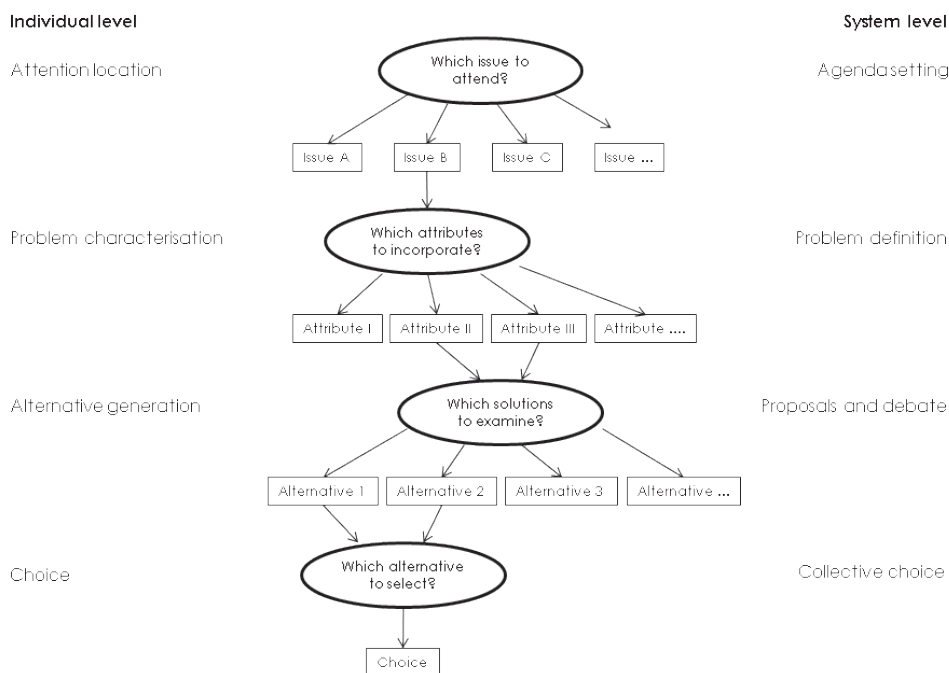 Individual level
System level
Attention location
Which issue to
attend?
Agenda setting
Issue A
Issue B
Issue C
Issue ...
Problem characterisation
Which attributes
to incorporate?
Problem definition
Attribute I
Attribute II
Attribute III
Attribute ....
Alternative generation
Which solutions
to examine?
Proposals and debate
Alternative 1
Alternative 2
Alternative 3
Alternative ...
Choice
Which alternative
to select?
Collective choice
Choice